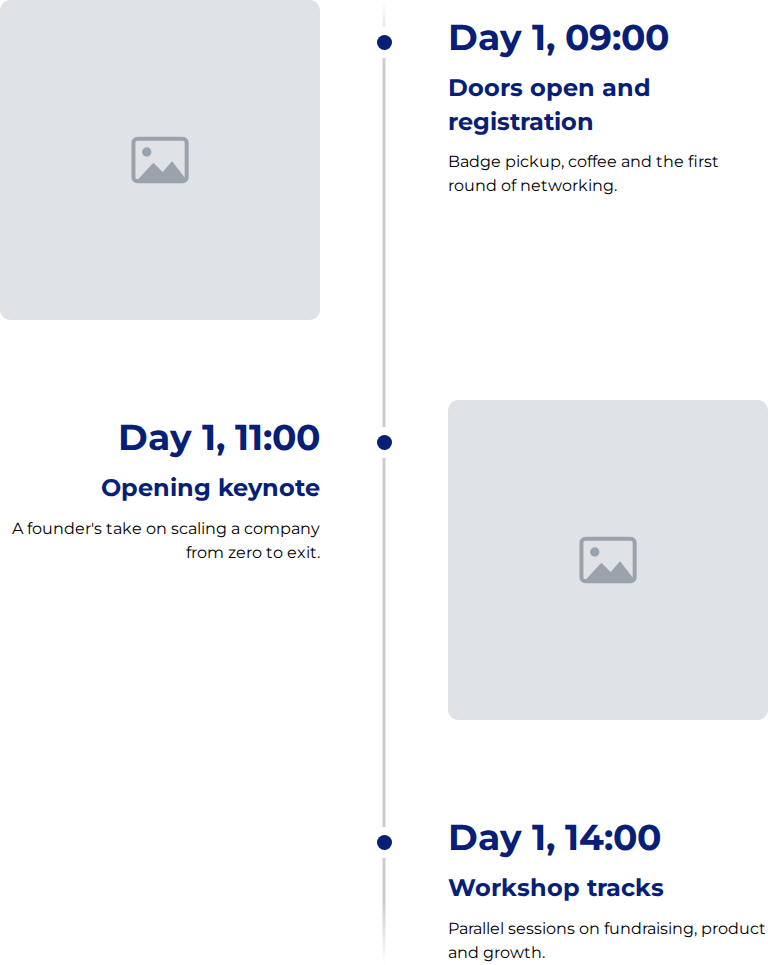 Day 1, 09:00
Doors open and
registration
Badge pickup, coffee and the first
round of networking.
Day 1, 11:00
Opening keynote
A founder's take on scaling a company
from zero to exit.
Day 1, 14:00
Workshop tracks
Parallel sessions on fundraising, product
and growth.